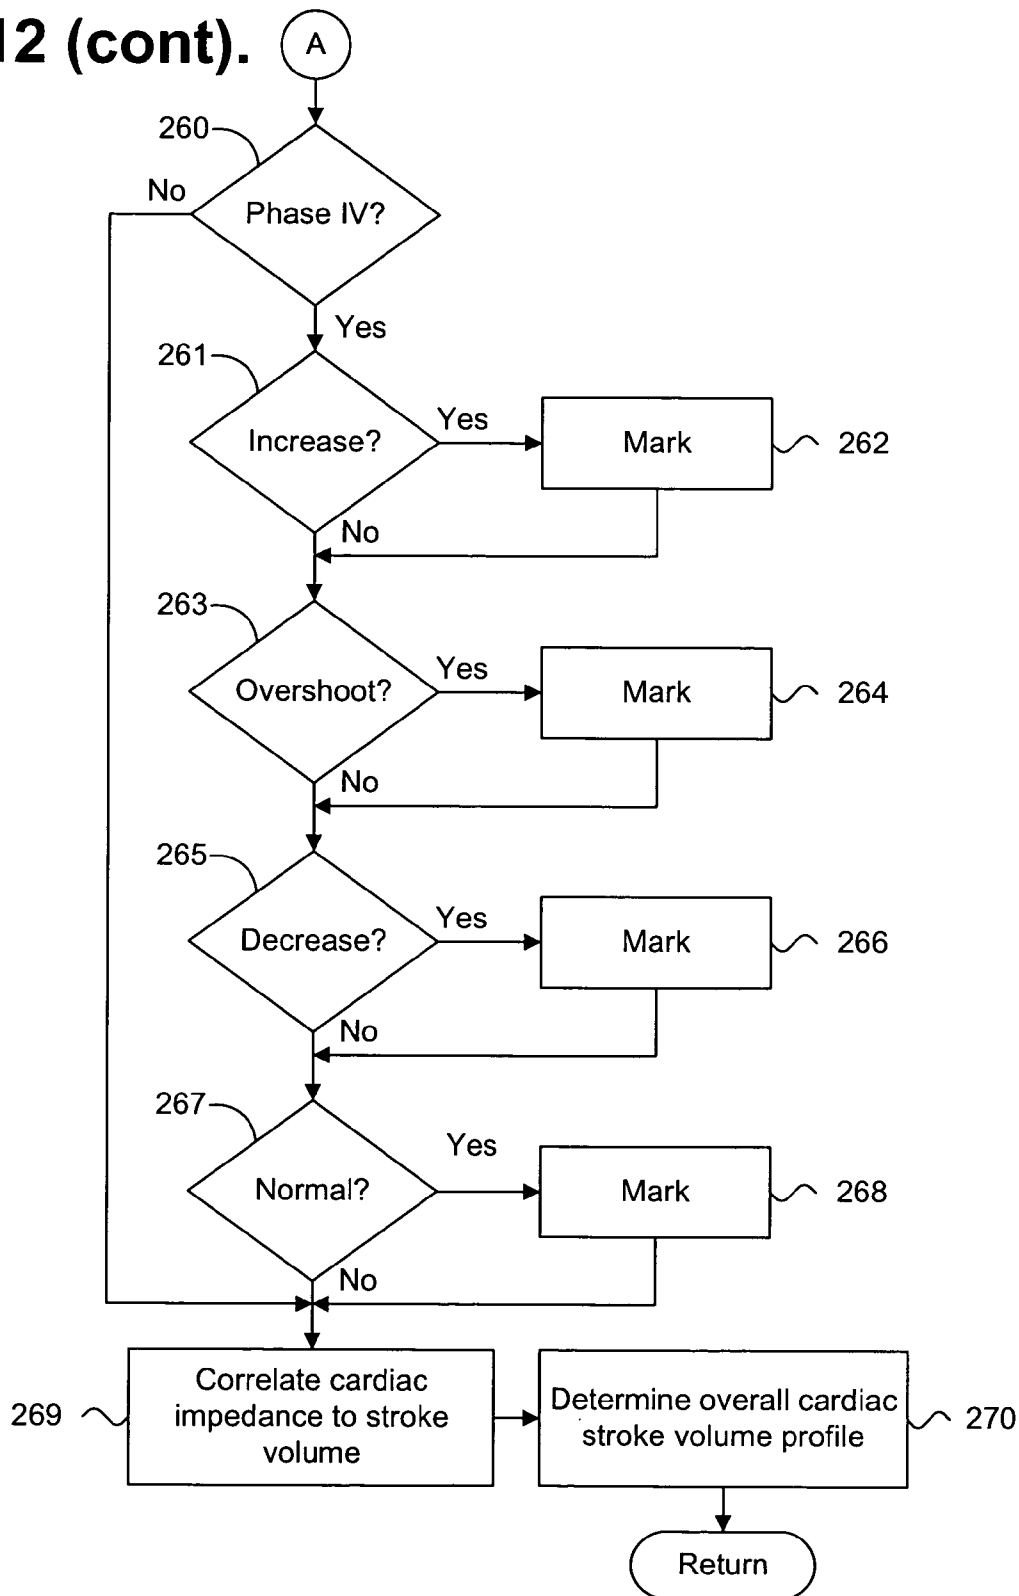 12 (cont).
A
260
No
Phase IV?
Yes
261
Increase?
Yes
Mark
262
No
263
Overshoot?
Yes
Mark
264
No
265
Decrease?
Yes
Mark
266
No
267
Normal?
Yes
Mark
268
No
269
Correlate cardiac
impedance to stroke
volume
Determine overall cardiac
stroke volume profile
270
Return